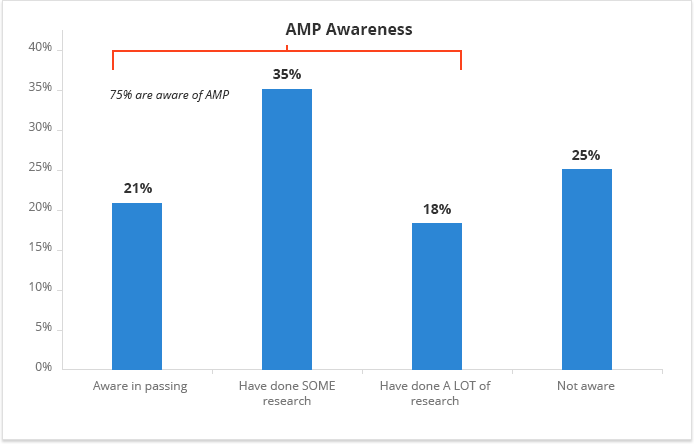 AMP Awareness
40%
35%
30%
25%
20%
15%
10%
5%
0%
75% are aware of AMP
21%
35%
18%
25%
Aware in passing
Have done SOME
research
Have done A LOT of
research
Not aware